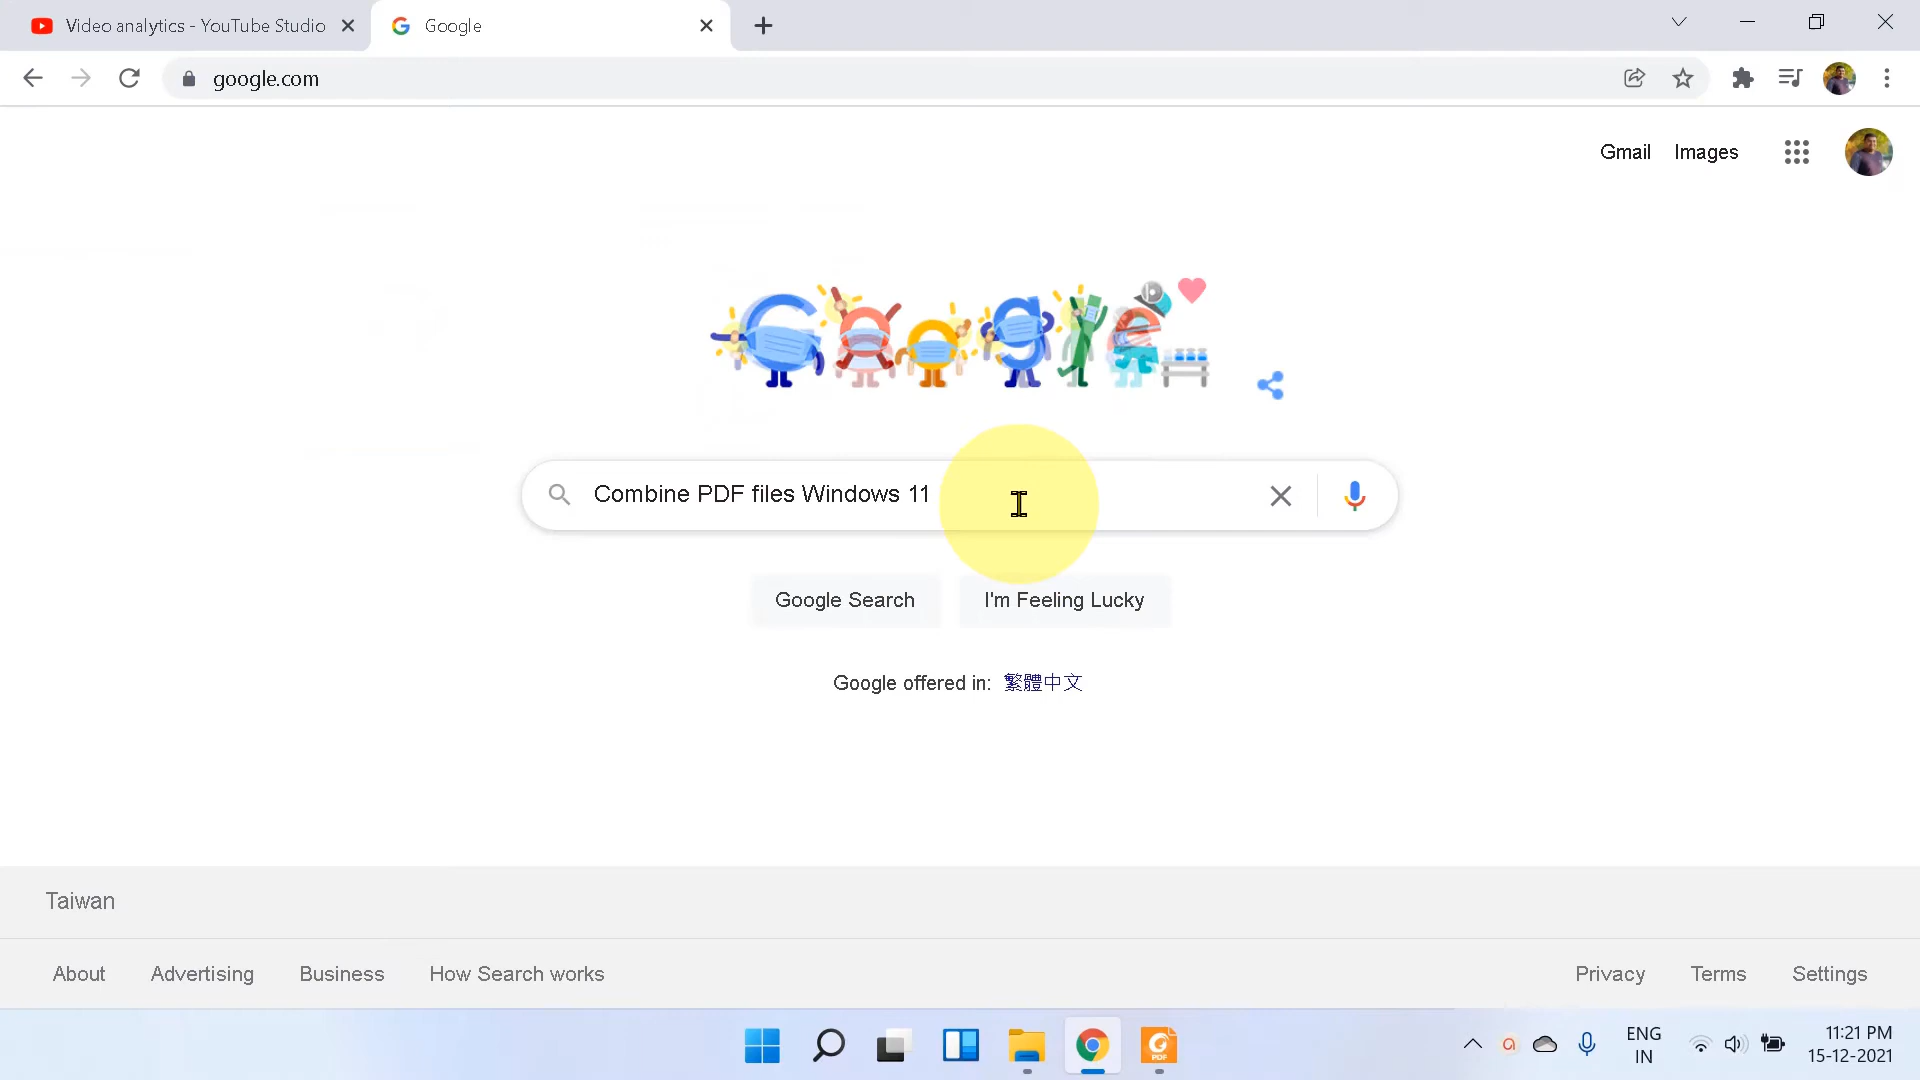 Video analytics - YouTube Studio
Google
google.com
Gmail Images
Google
Combine PDF files Windows 11
Google Search
I'm Feeling Lucky
Google offered in: 繁體中文
Taiwan
About Advertising Business How Search works
Privacy Terms Settings
PDF
ENG
IN
11:21 PM
15-12-2021